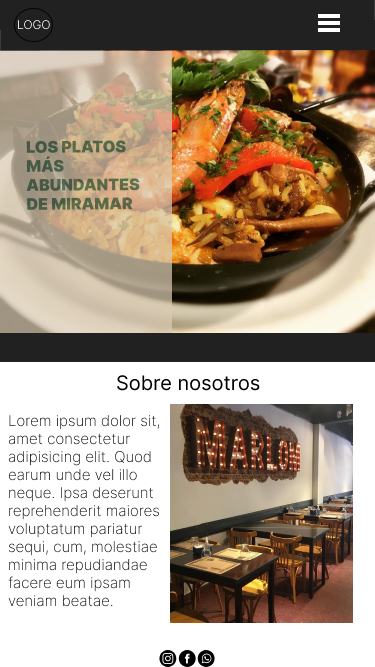 LOGO
LOS PLATOS
MÁS
ABUNDANTES
DE MIRAMAR
Sobre nosotros
Lorem ipsum dolor sit,
amet consectetur
adipisicing elit. Quod
earum unde vel illo
neque. Ipsa deserunt
reprehenderit maiores
voluptatum pariatur
sequi, cum, molestiae
minima repudiandae
facere eum ipsam
veniam beatae.